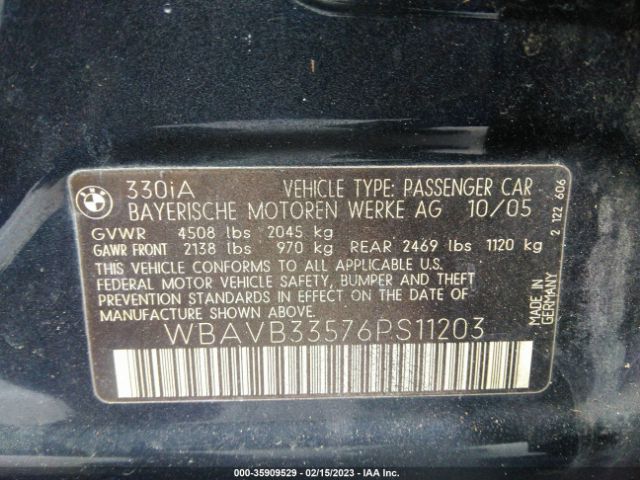 BMW
330iA VEHICLE TYPE: PASSENGER CAR
BAYERISCHE MOTOREN WERKE AG 10/05
GVWR 4508 lbs 2045 kg
GAWR FRONT 2138 lbs 970 kg REAR 2469 lbs 1120 kg
THIS VEHICLE CONFORMS TO ALL APPLICABLE U.S.
FEDERAL MOTOR VEHICLE SAFETY, BUMPER AND THEFT
PREVENTION STANDARDS IN EFFECT ON THE DATE OF
MANUFACTURE SHOWN ABOVE.
WBAVB33576PS11203
2 122 606
MADE IN
GERMANY
000-35909529 - 02/15/2023 - IAA Inc.